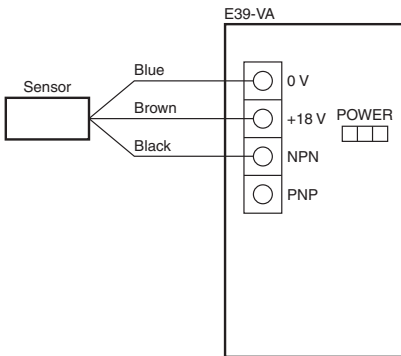 E39-VA
Blue
0 V
Sensor
Brown
+18 V
POWER
Black
NPN
PNP